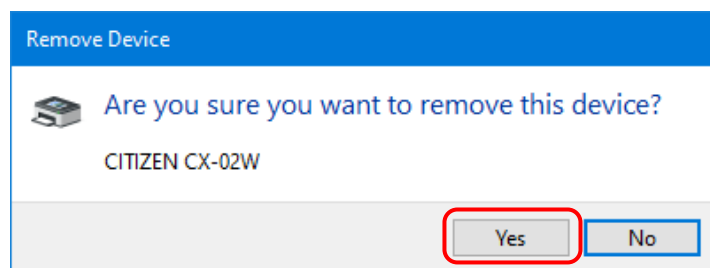 Remove Device
Are you sure you want to remove this device?
CITIZEN CX-02W
Yes No